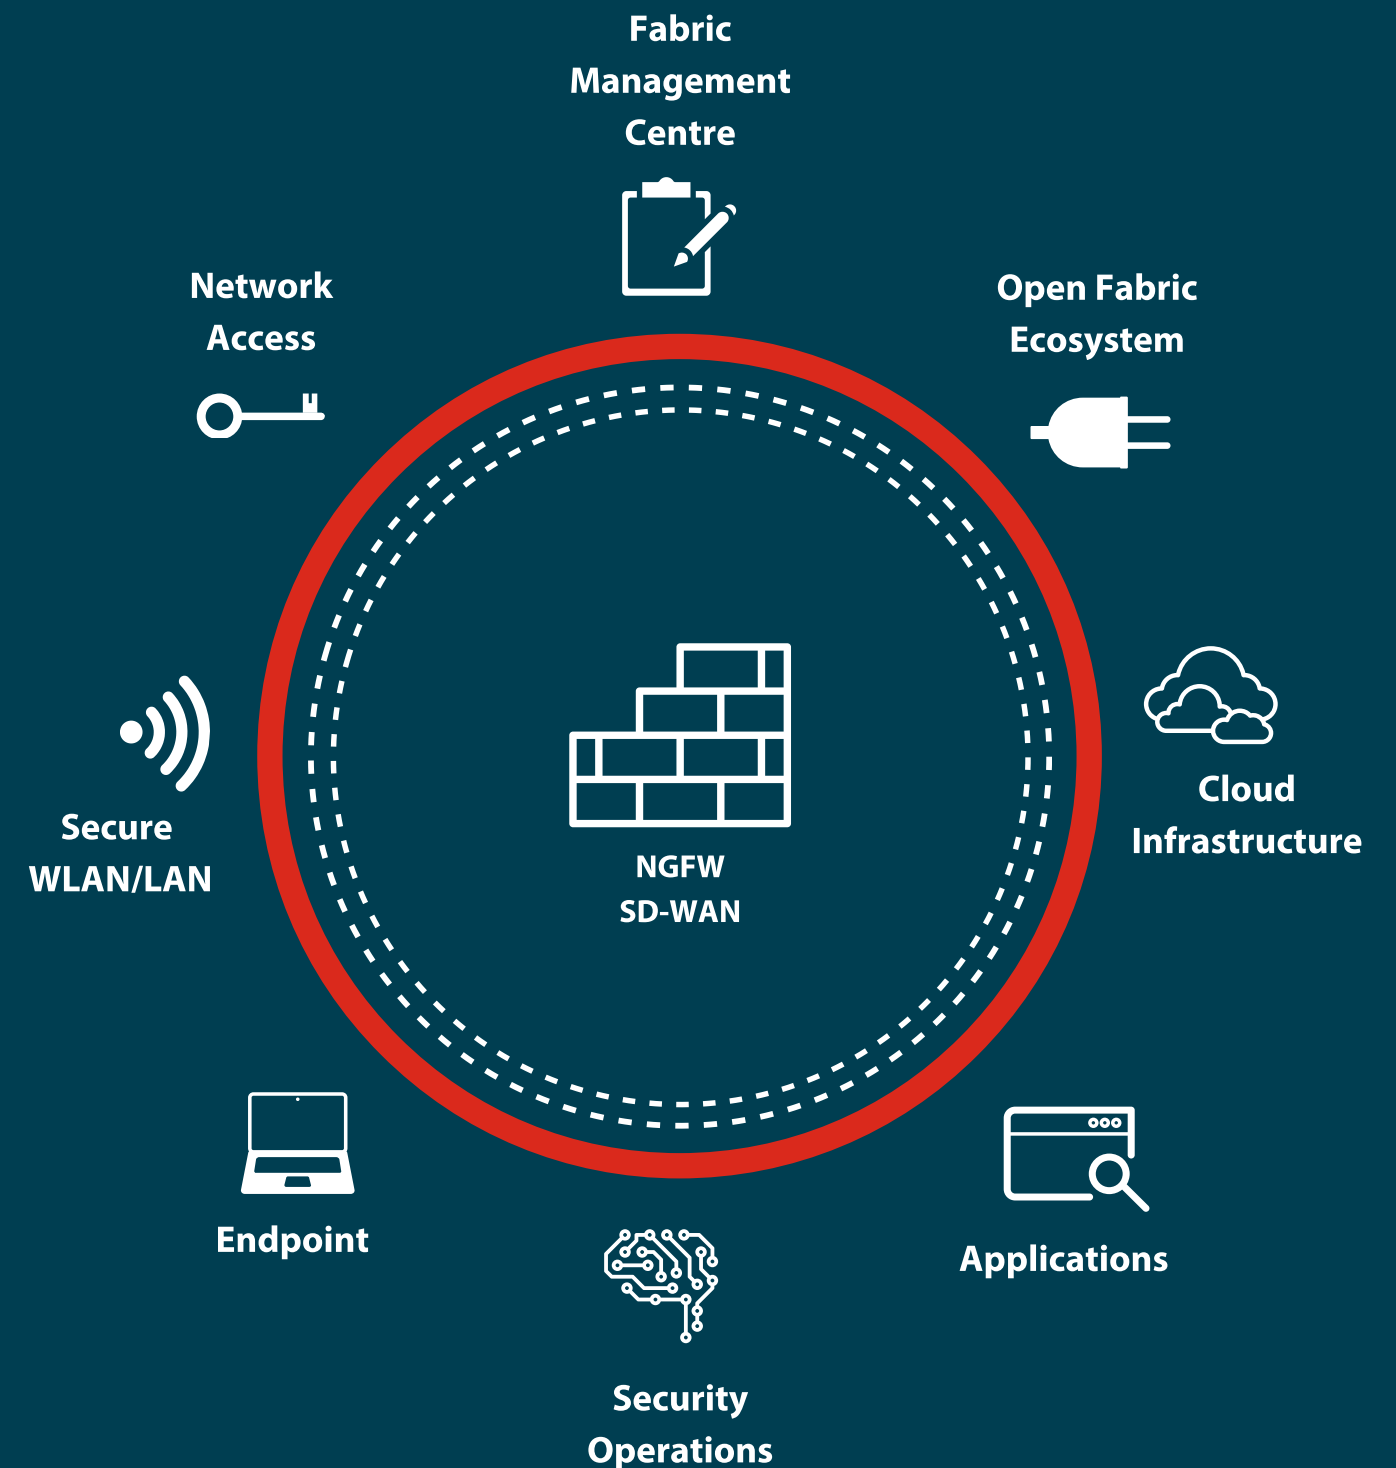 Fabric
Management
Centre
Network
Access
Open Fabric
Ecosystem
Secure
WLAN/LAN
NGFW
SD-WAN
Cloud
Infrastructure
Endpoint
Applications
Security
Operations